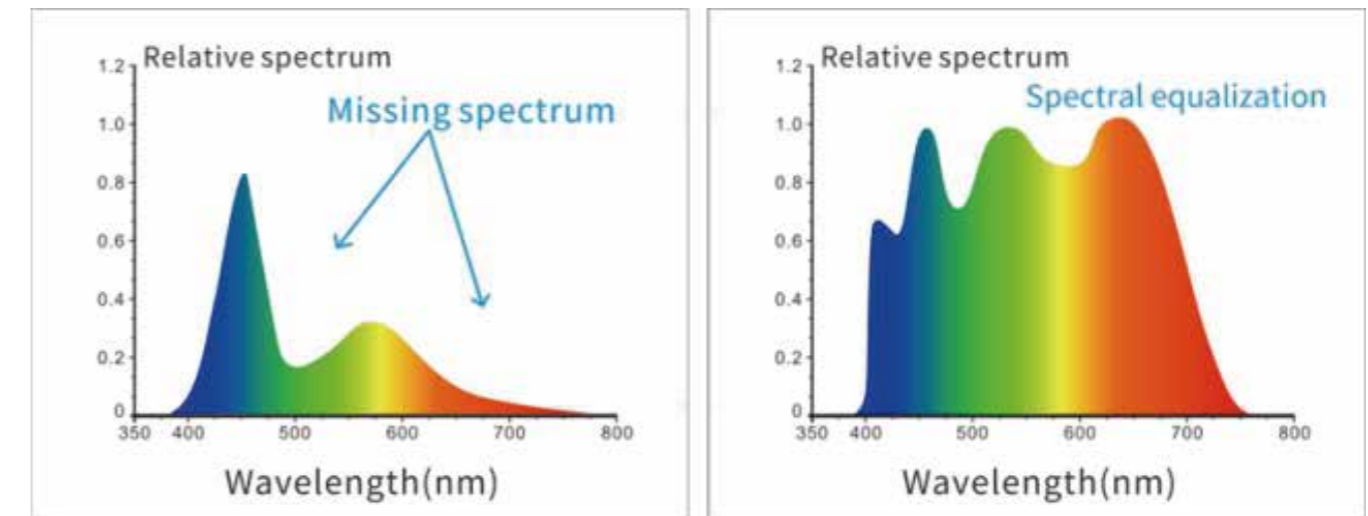 Relative spectrum
Missing spectrum
1.2
1.0
0.8
0.6
0.4
0.2
0
350 400 500 600 700 800
Wavelength(nm)
Relative spectrum
Spectral equalization
1.2
1.0
0.8
0.6
0.4
0.2
0
350 400 500 600 700 800
Wavelength(nm)